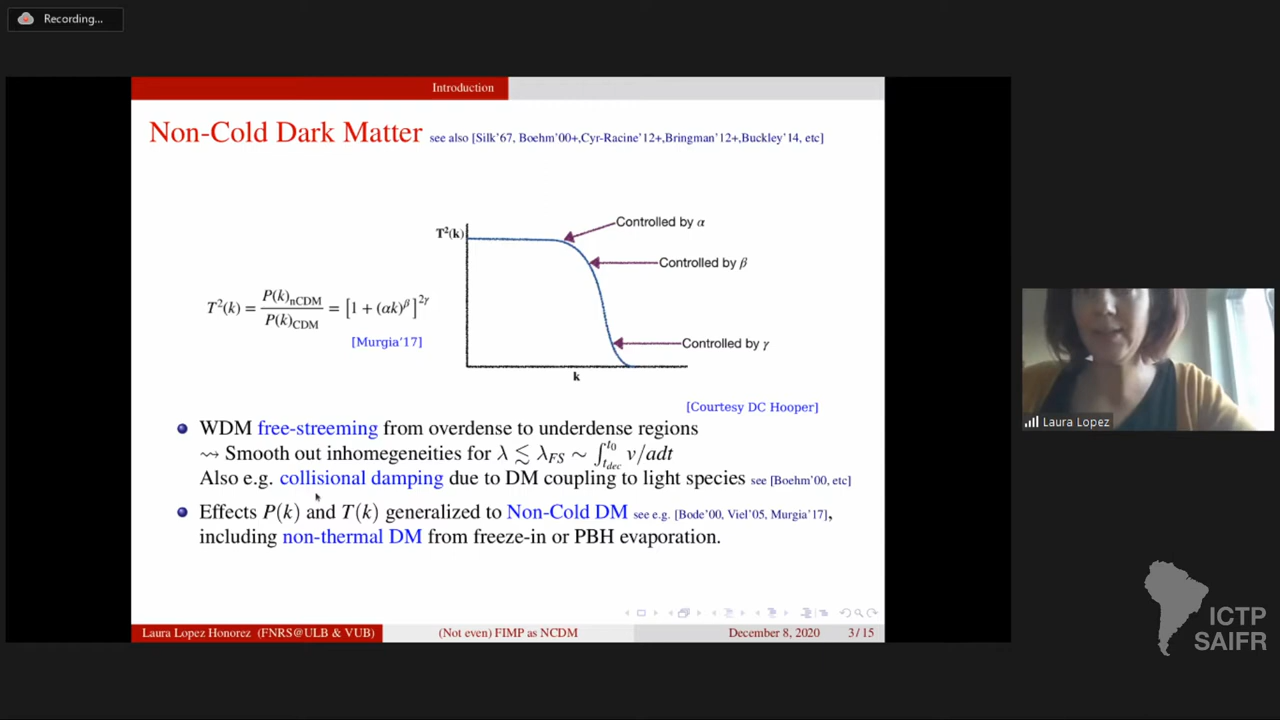 Recording...
Introduction
Non-Cold Dark Matter see also [Silk'67, Boehm'00+,Cyr-Racine'12+,Bringman'12+,Buckley'14, etc]
T²(k)
Controlled by α
Controlled by β
Controlled by γ
k
T²(k) = P(k)nCDM / P(k)CDM = [1 + (αk)^β]^2γ
[Murgia'17]
[Courtesy DC Hooper]
WDM free-streeming from overdense to underdense regions
⇝ Smooth out inhomegeneities for λ ≲ λ_FS ∼ ∫_{t_dec}^{t_0} v/adt
Also e.g. collisional damping due to DM coupling to light species see [Boehm'00, etc]
Effects P(k) and T(k) generalized to Non-Cold DM see e.g. [Bode'00, Viel'05, Murgia'17],
including non-thermal DM from freeze-in or PBH evaporation.
Laura Lopez Honorez (FNRS@ULB & VUB) (Not even) FIMP as NCDM December 8, 2020 3 / 15
Laura Lopez
ICTP
SAIFR